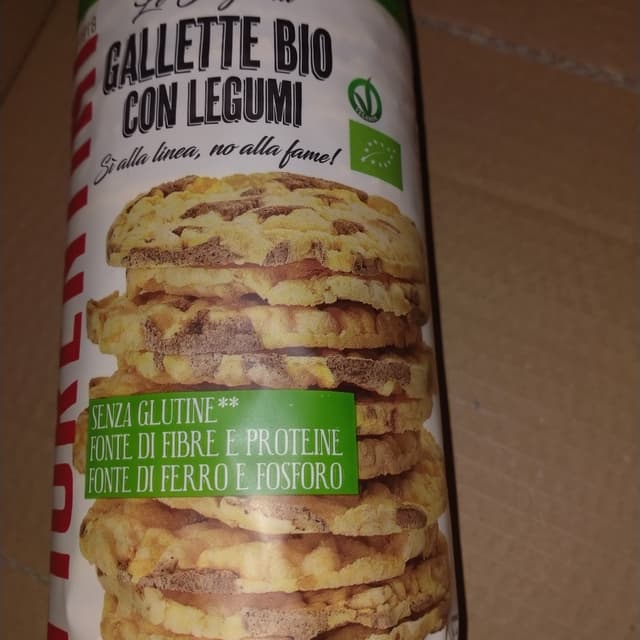 GALLETTE BIO
CON LEGUMI
Sì alla linea, no alla fame!
SENZA GLUTINE**
FONTE DI FIBRE E PROTEINE
FONTE DI FERRO E FOSFORO